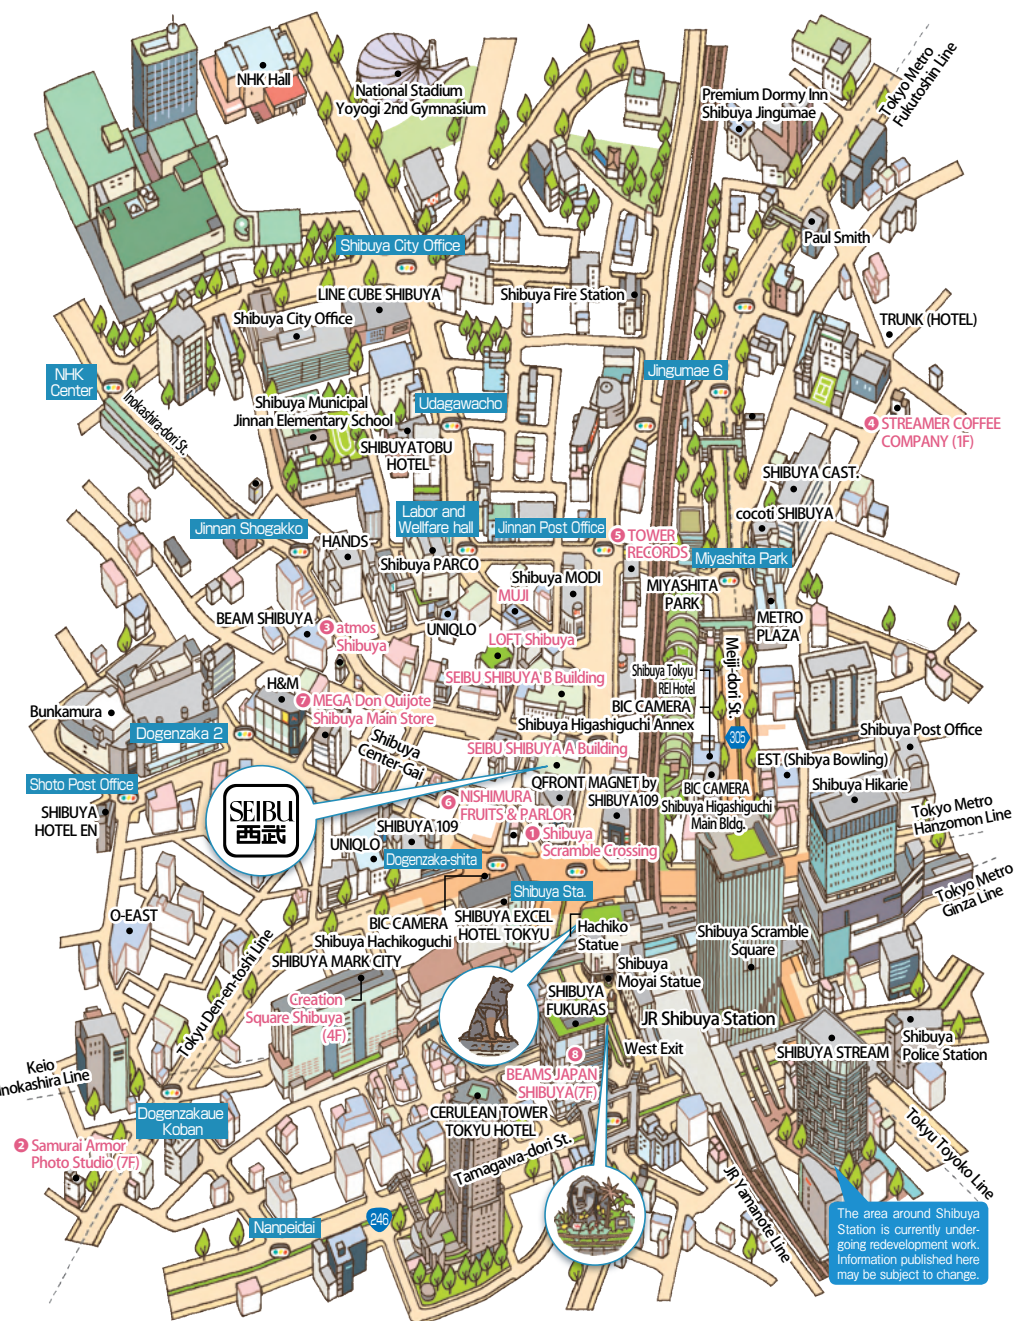 NHK Hall
National Stadium
Yoyogi 2nd Gymnasium
Premium Dormy Inn
Shibuya Jingumae
Tokyo Metro
Fukutoshin Line
Paul Smith
Shibuya City Office
LINE CUBE SHIBUYA
Shibuya Fire Station
Shibuya City Office
TRUNK (HOTEL)
NHK
Center
Inokashira-dori St.
Jingumae 6
Shibuya Municipal
Jinnan Elementary School
Udagawacho
SHIBUYATOBU
HOTEL
4 STREAMER COFFEE
COMPANY (1F)
SHIBUYA CAST.
cocoti SHIBUYA
Labor and
Wellfare hall
Jinnan Shogakko
Jinnan Post Office
HANDS
5 TOWER
RECORDS
Miyashita Park
Shibuya PARCO
Shibuya MODI
MUJI
MIYASHITA
PARK
BEAM SHIBUYA
3 atmos
Shibuya
UNIQLO
METRO
PLAZA
LOFT Shibuya
Meiji-dori St.
SEIBU SHIBUYA B Building
Shibuya Tokyu
REI Hotel
H&M
7 MEGA Don Quijote
Shibuya Main Store
BIC CAMERA
Shibuya Higashiguchi Annex
Bunkamura
Dogenzaka 2
Shibuya
Center-Gai
305
Shibuya Post Office
SEIBU SHIBUYA A Building
EST (Shibya Bowling)
Shoto Post Office
QFRONT MAGNET by
SHIBUYA109
BIC CAMERA
Shibuya Higashiguchi
Main Bldg.
Shibuya Hikarie
SHIBUYA
HOTEL EN
SEIBU
西武
6 NISHIMURA
FRUITS & PARLOR
Tokyo Metro
Hanzomon Line
SHIBUYA 109
1 Shibuya
Scramble Crossing
UNIQLO
Dogenzaka-shita
Shibuya Sta.
Tokyo Metro
Ginza Line
O-EAST
BIC CAMERA
Shibuya Hachikoguchi
SHIBUYA EXCEL
HOTEL TOKYU
Hachiko
Statue
Shibuya Scramble
Square
Tokyu Den-en-toshi Line
SHIBUYA MARK CITY
Shibuya
Moyai Statue
Creation
Square Shibuya
(4F)
SHIBUYA
FUKURAS
JR Shibuya Station
West Exit
SHIBUYA STREAM
Shibuya
Police Station
Keio
Inokashira Line
8
BEAMS JAPAN
SHIBUYA(7F)
Dogenzakaue
Koban
CERULEAN TOWER
TOKYU HOTEL
2 Samurai Armor
Photo Studio (7F)
Tamagawa-dori St.
Tokyu Toyoko Line
JR Yamanote Line
Nanpeidai
246
The area around Shibuya
Station is currently under-
going redevelopment work.
Information published here
may be subject to change.